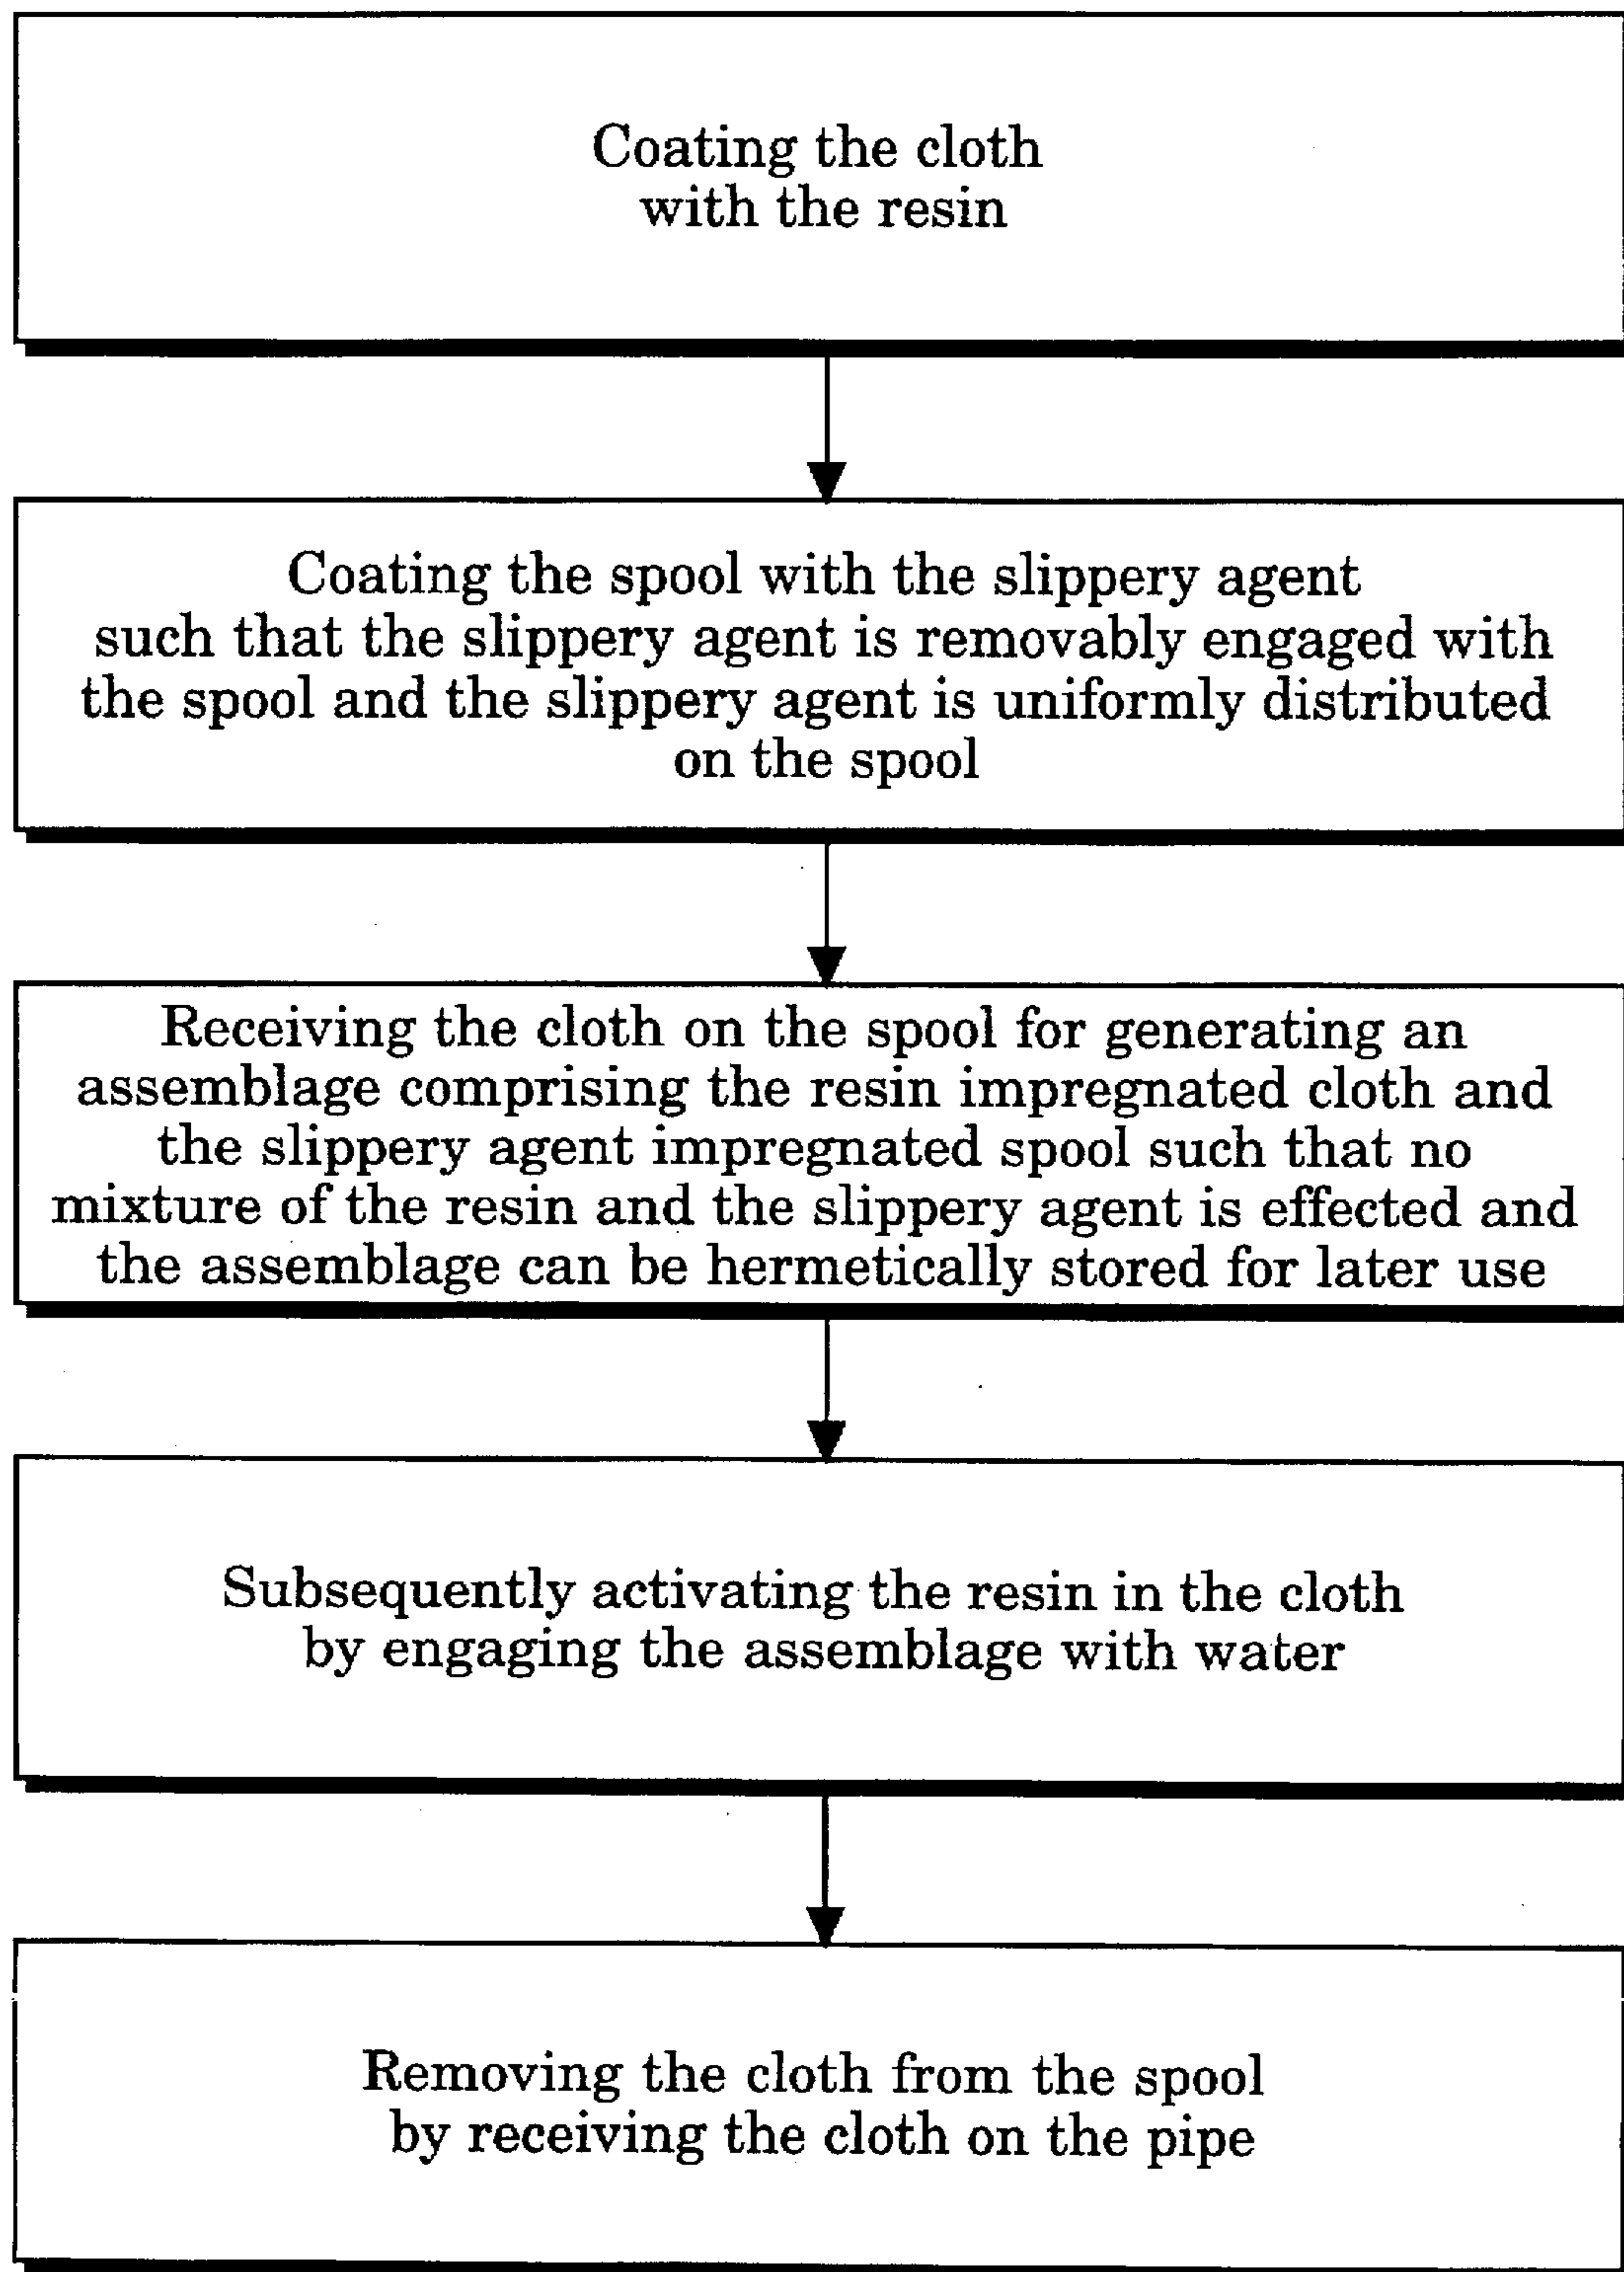 Coating the cloth
with the resin
Coating the spool with the slippery agent
such that the slippery agent is removably engaged with
the spool and the slippery agent is uniformly distributed
on the spool
Receiving the cloth on the spool for generating an
assemblage comprising the resin impregnated cloth and
the slippery agent impregnated spool such that no
mixture of the resin and the slippery agent is effected and
the assemblage can be hermetically stored for later use
Subsequently activating the resin in the cloth
by engaging the assemblage with water
Removing the cloth from the spool
by receiving the cloth on the pipe